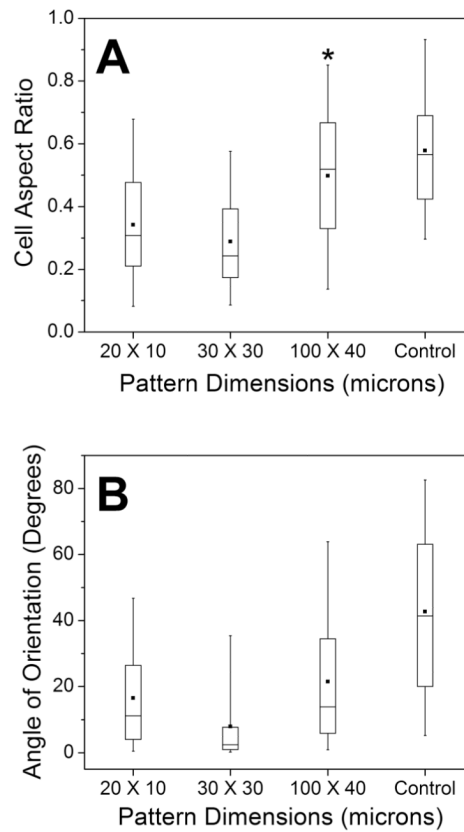 A
*
Cell Aspect Ratio
1.0
0.8
0.6
0.4
0.2
0.0
20 X 10 30 X 30 100 X 40 Control
Pattern Dimensions (microns)
B
Angle of Orientation (Degrees)
80
60
40
20
0
20 X 10 30 X 30 100 X 40 Control
Pattern Dimensions (microns)